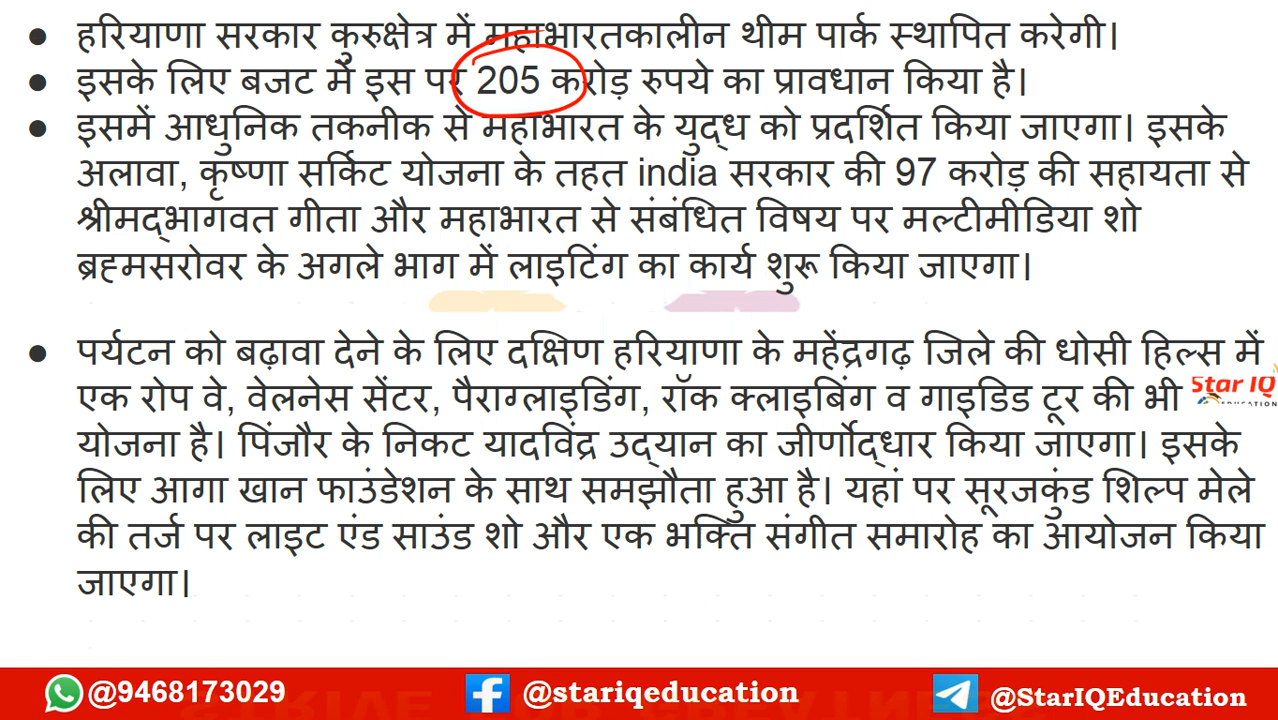 ● हरियाणा सरकार कुरुक्षेत्र में महाभारतकालीन थीम पार्क स्थापित करेगी।
● इसके लिए बजट में इस पर 205 करोड़ रुपये का प्रावधान किया है।
● इसमें आधुनिक तकनीक से महाभारत के युद्ध को प्रदर्शित किया जाएगा। इसके
अलावा, कृष्णा सर्किट योजना के तहत india सरकार की 97 करोड़ की सहायता से
श्रीमद्भागवत गीता और महाभारत से संबंधित विषय पर मल्टीमीडिया शो
ब्रह्मसरोवर के अगले भाग में लाइटिंग का कार्य शुरू किया जाएगा।
● पर्यटन को बढ़ावा देने के लिए दक्षिण हरियाणा के महेंद्रगढ़ जिले की धोसी हिल्स में
एक रोप वे, वेलनेस सेंटर, पैराग्लाइडिंग, रॉक क्लाइबिंग व गाइडिड टूर की भी
Star IQ
EDUCATION
योजना है। पिंजौर के निकट यादविंद्र उद्यान का जीर्णोद्धार किया जाएगा। इसके
लिए आगा खान फाउंडेशन के साथ समझौता हुआ है। यहां पर सूरजकुंड शिल्प मेले
की तर्ज पर लाइट एंड साउंड शो और एक भक्ति संगीत समारोह का आयोजन किया
जाएगा।
@9468173029 @stariqeducation @StarIQEducation